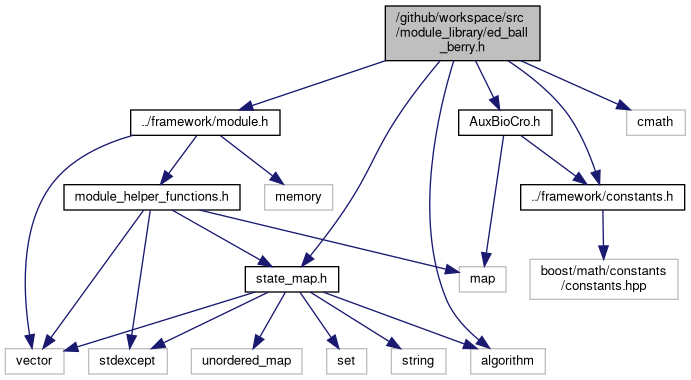 /github/workspace/src
/module_library/ed_ball
_berry.h
../framework/module.h
AuxBioCro.h
cmath
module_helper_functions.h
memory
../framework/constants.h
state_map.h
map
boost/math/constants
/constants.hpp
vector
stdexcept
unordered_map
set
string
algorithm